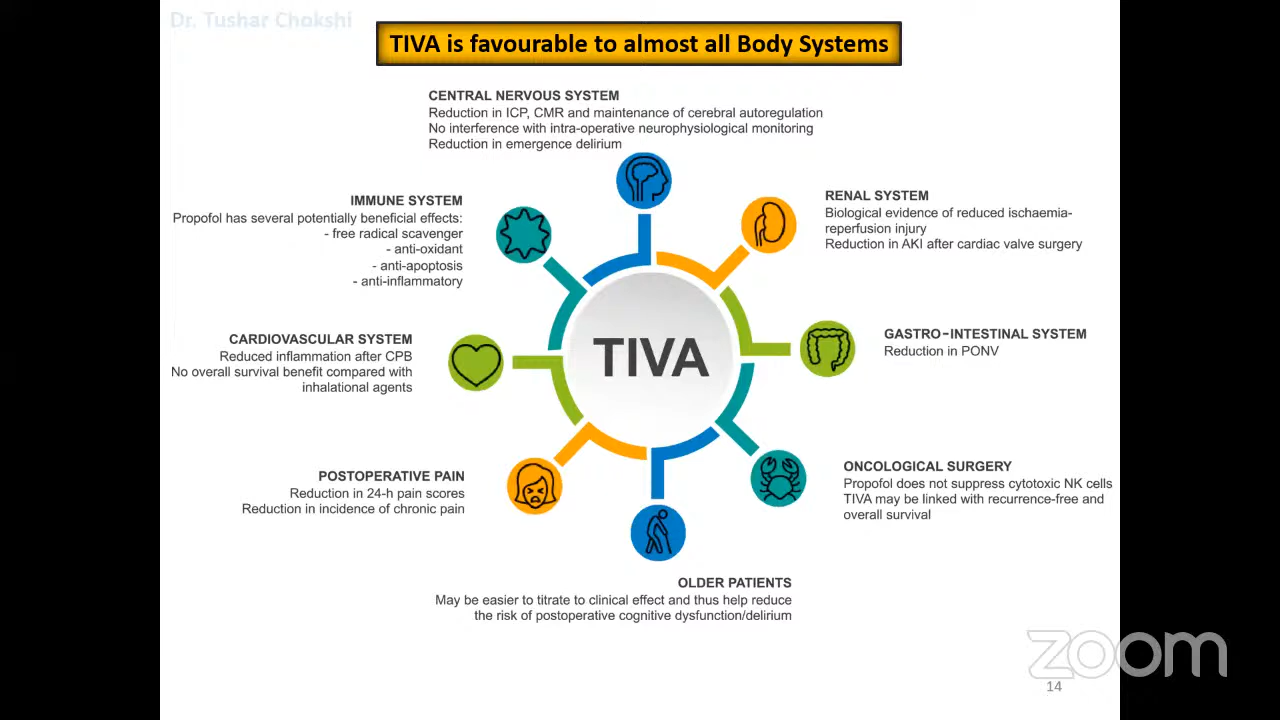 Dr. Tushar Chokshi
TIVA is favourable to almost all Body Systems
CENTRAL NERVOUS SYSTEM
Reduction in ICP, CMR and maintenance of cerebral autoregulation
No interference with intra-operative neurophysiological monitoring
Reduction in emergence delirium
IMMUNE SYSTEM
Propofol has several potentially beneficial effects:
- free radical scavenger
- anti-oxidant
- anti-apoptosis
- anti-inflammatory
RENAL SYSTEM
Biological evidence of reduced ischaemia-
reperfusion injury
Reduction in AKI after cardiac valve surgery
CARDIOVASCULAR SYSTEM
Reduced inflammation after CPB
No overall survival benefit compared with
inhalational agents
TIVA
GASTRO-INTESTINAL SYSTEM
Reduction in PONV
POSTOPERATIVE PAIN
Reduction in 24-h pain scores
Reduction in incidence of chronic pain
ONCOLOGICAL SURGERY
Propofol does not suppress cytotoxic NK cells
TIVA may be linked with recurrence-free and
overall survival
OLDER PATIENTS
May be easier to titrate to clinical effect and thus help reduce
the risk of postoperative cognitive dysfunction/delirium
zoom
14